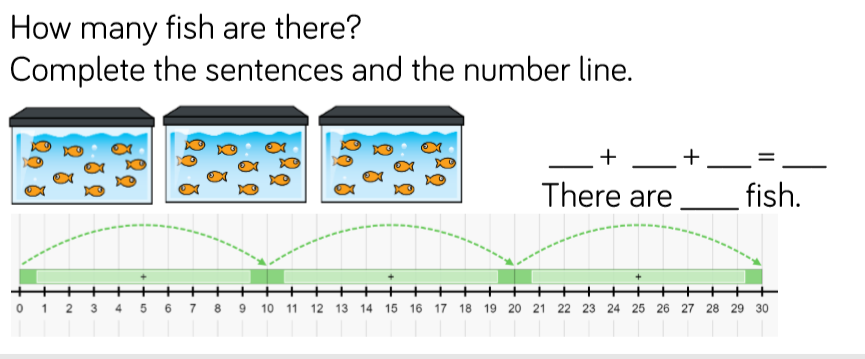 How many fish are there?
Complete the sentences and the number line.
___ + ___ + ___ = ___
There are ____ fish.
+ + +
0 1 2 3 4 5 6 7 8 9 10 11 12 13 14 15 16 17 18 19 20 21 22 23 24 25 26 27 28 29 30